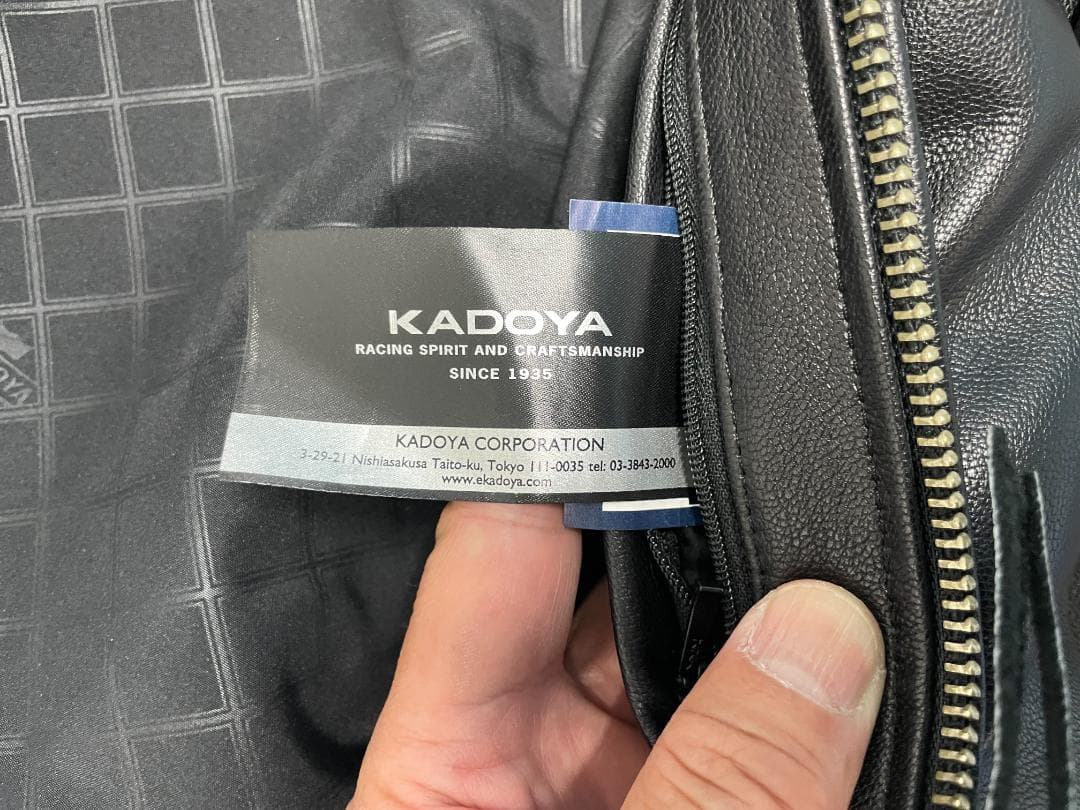 KADOYA
RACING SPIRIT AND CRAFTSMANSHIP
SINCE 1935
KADOYA CORPORATION
3-29-21 Nishiasakusa Taito-ku, Tokyo 111-0035 tel: 03-3843-2000
www.ekadoya.com